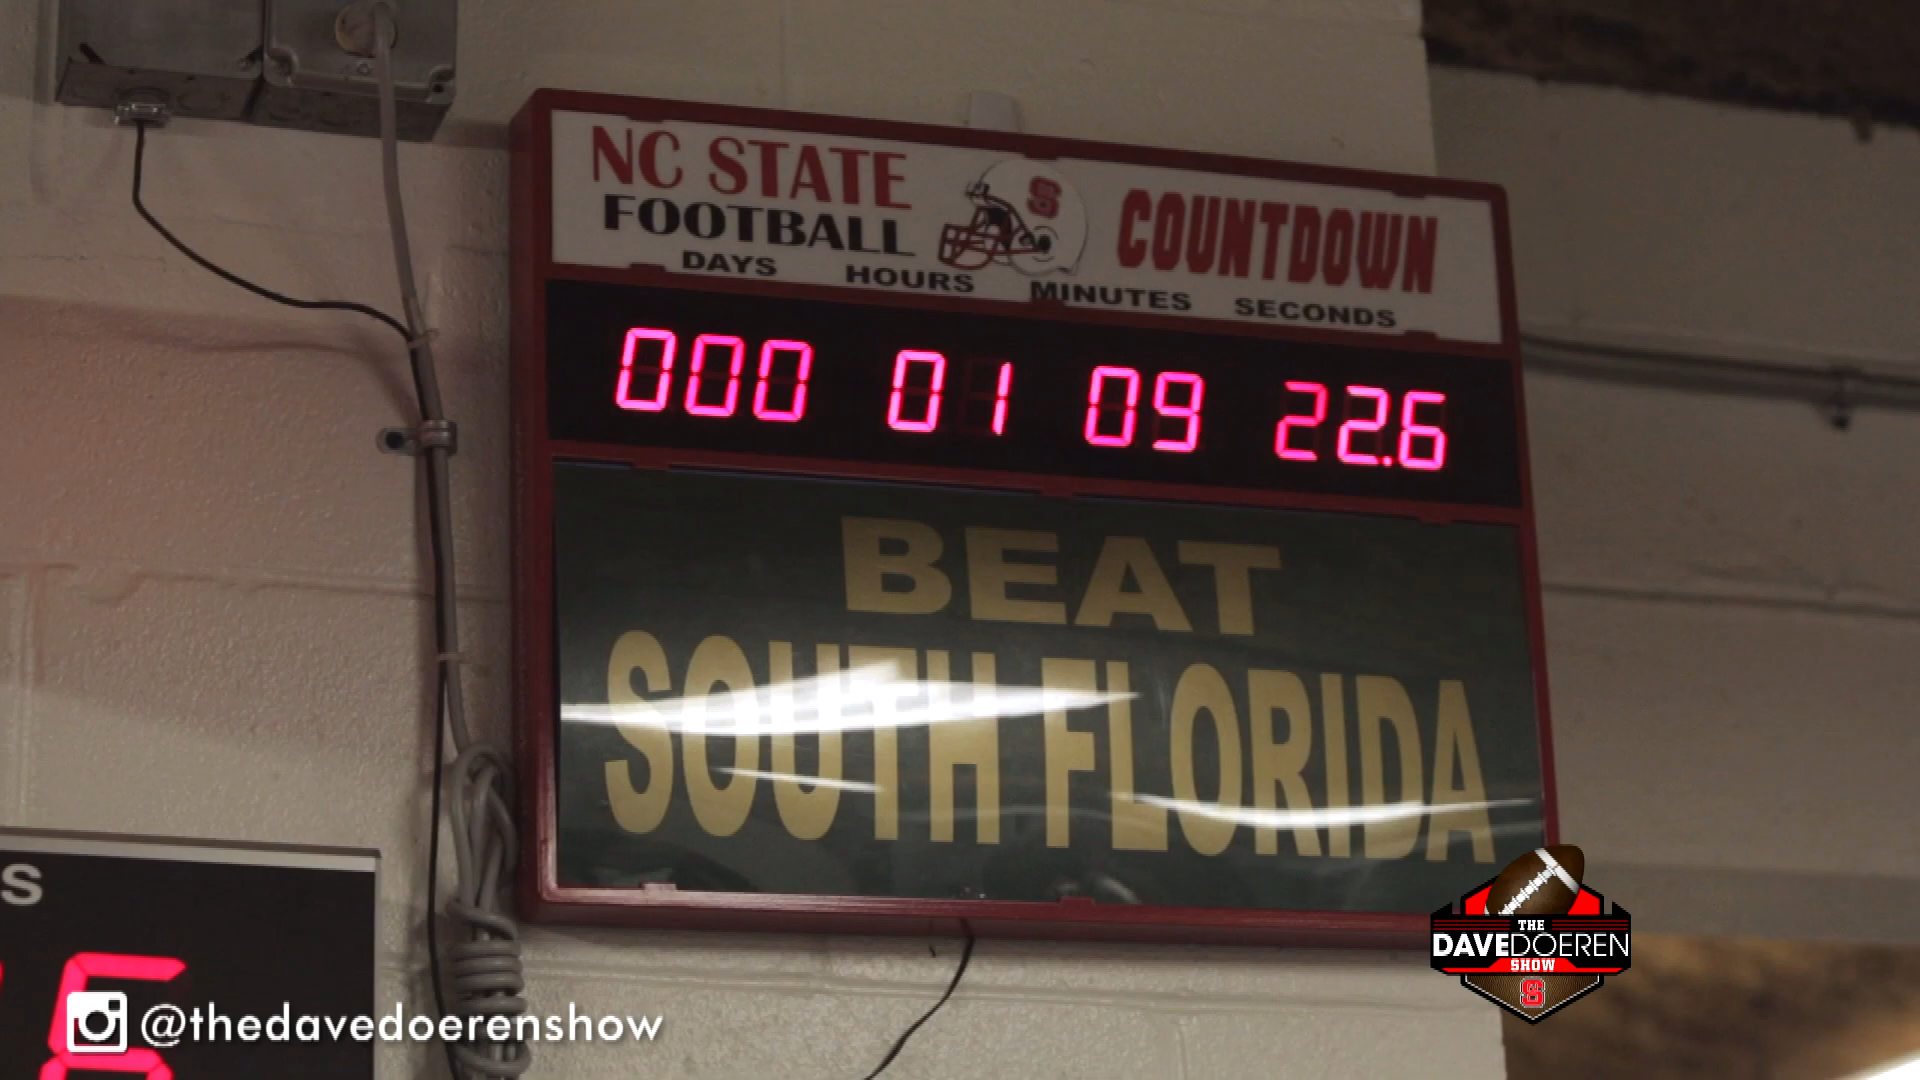 NC STATE
FOOTBALL
COUNTDOWN
DAYS HOURS MINUTES SECONDS
000 01 09 22.6
BEAT
SOUTH FLORIDA
S
6
@thedavedoerenshow
THE
DAVEDOEREN
SHOW
S